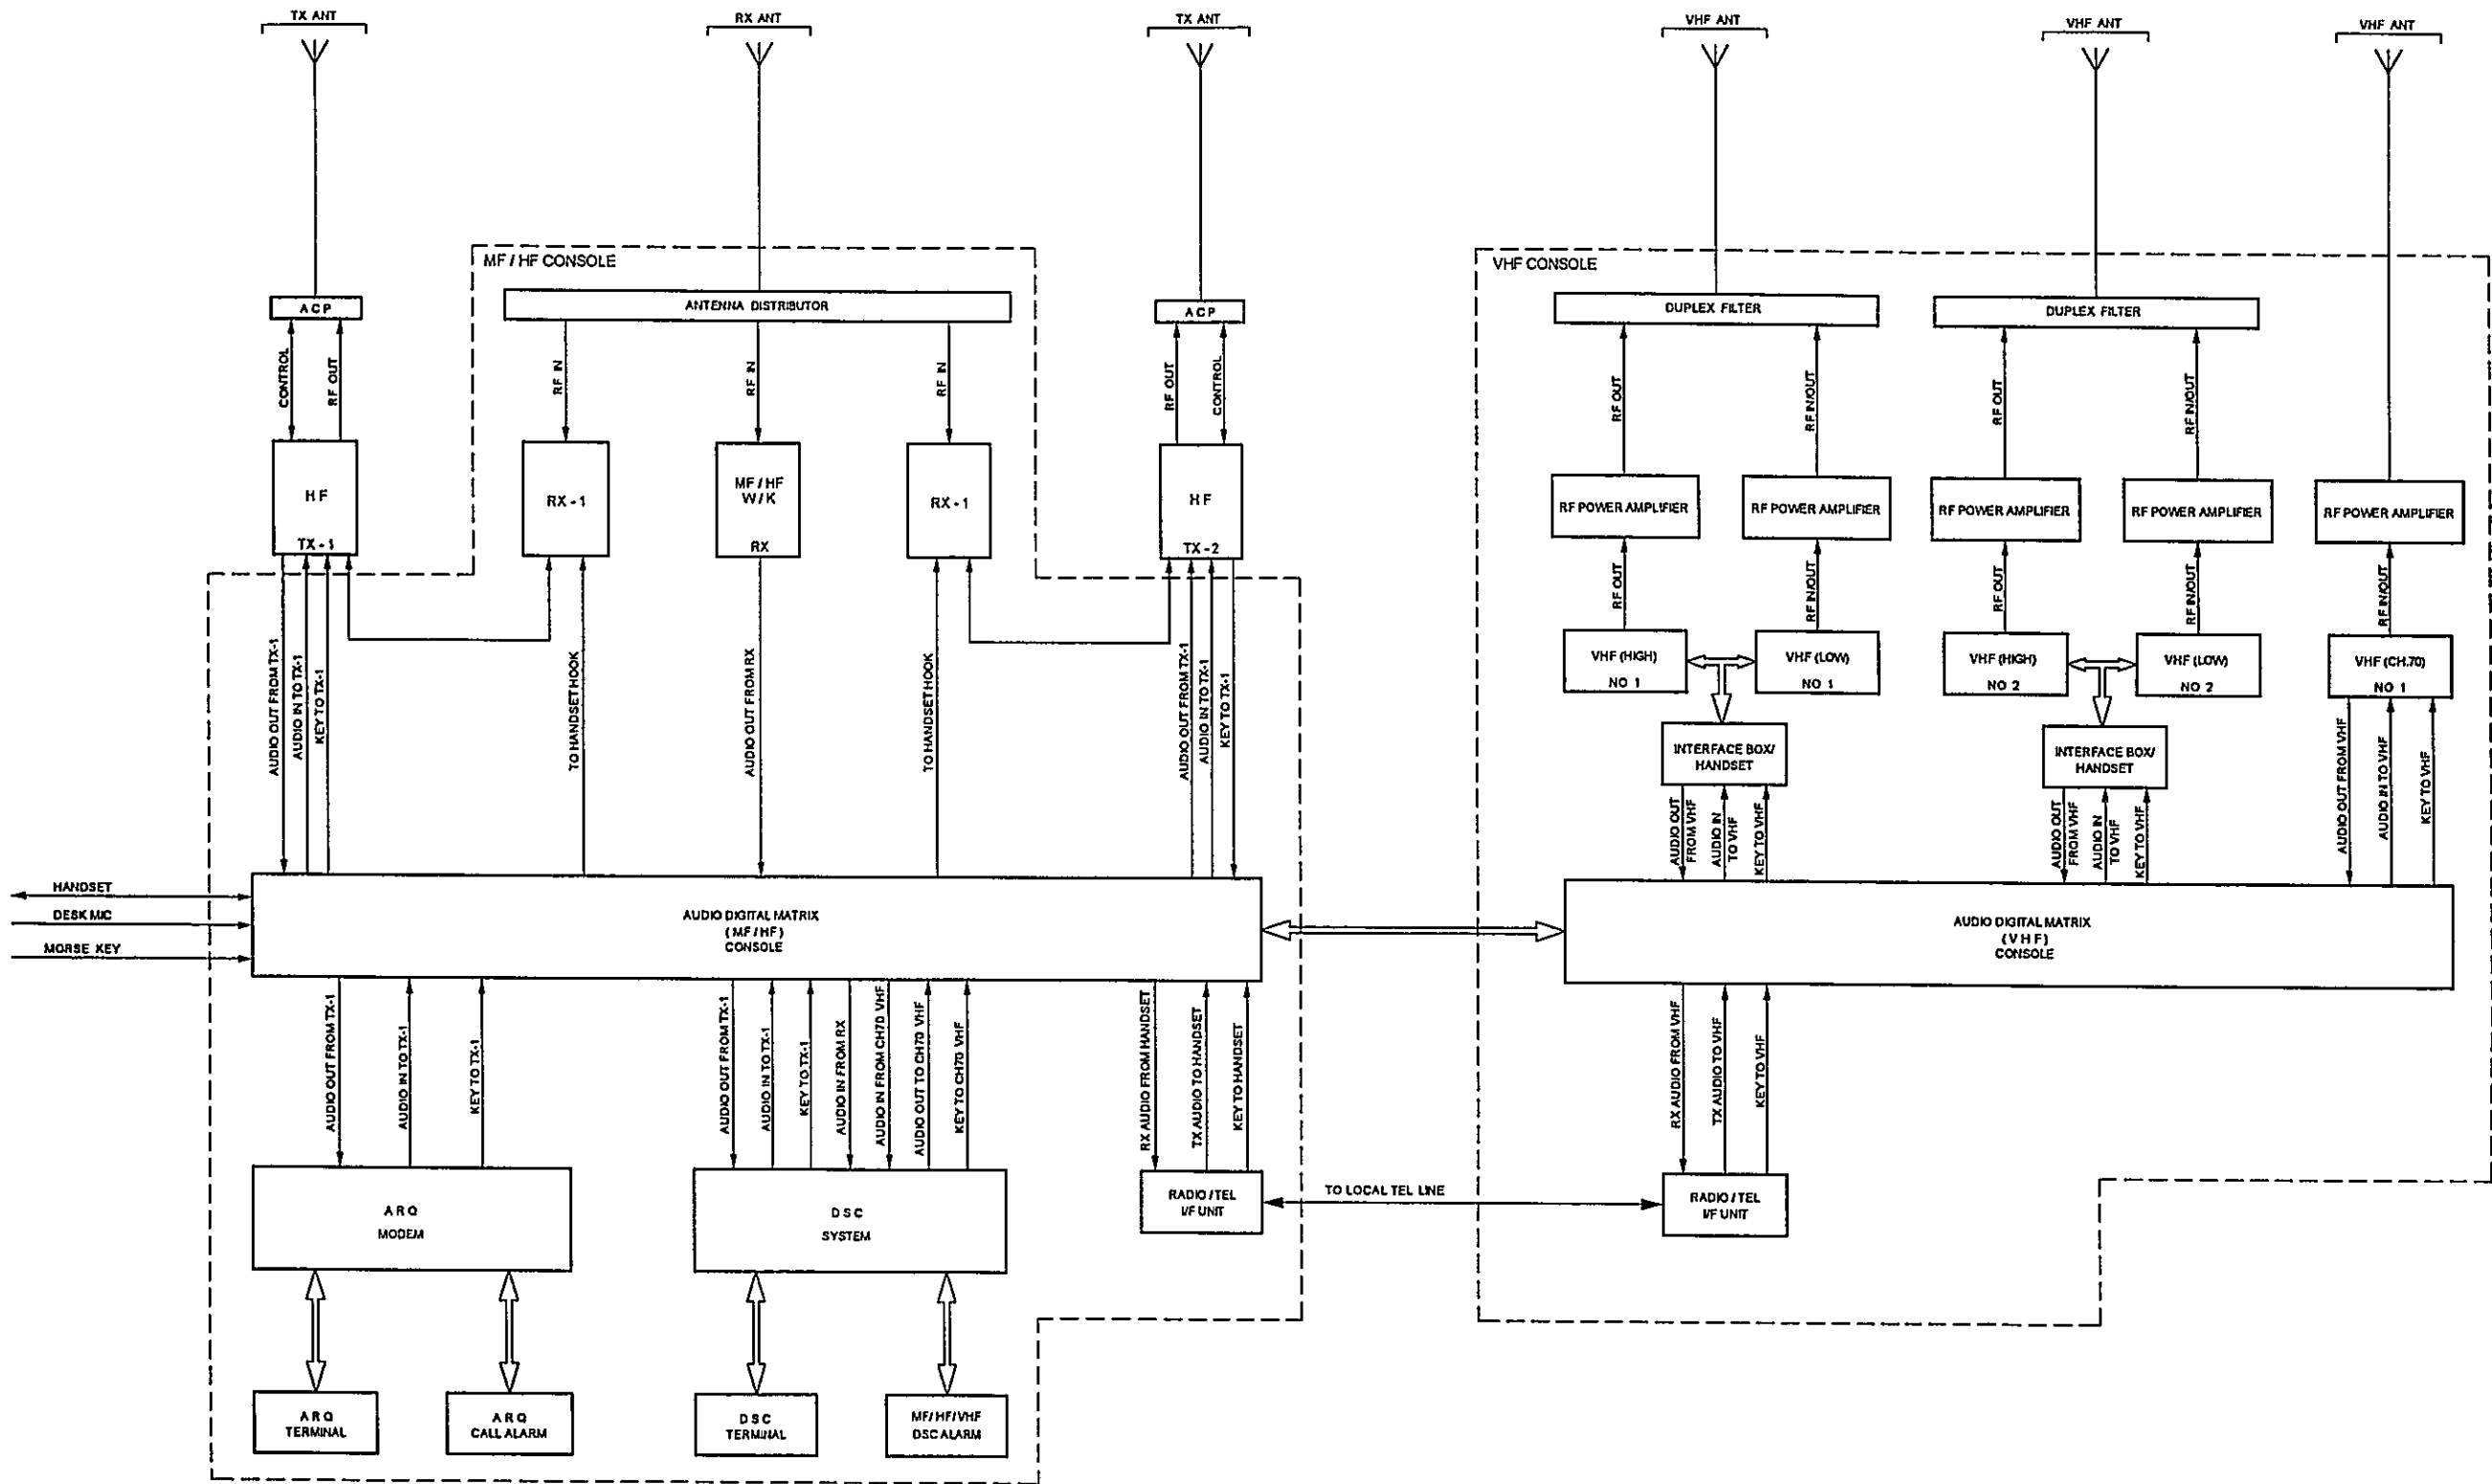 TX ANT
RX ANT
TX ANT
VHF ANT
VHF ANT
VHF ANT
MF / HF CONSOLE
VHF CONSOLE
ACP
ANTENNA DISTRIBUTOR
ACP
DUPLEX FILTER
DUPLEX FILTER
CONTROL
RF OUT
RF IN
RF IN
RF IN
RF OUT
CONTROL
RF OUT
RF IN/OUT
RF OUT
RF IN/OUT
HF
TX - 1
RX - 1
MF / HF
W / K
RX
RX - 1
HF
TX - 2
RF POWER AMPLIFIER
RF POWER AMPLIFIER
RF POWER AMPLIFIER
RF POWER AMPLIFIER
RF POWER AMPLIFIER
RF OUT
RF IN/OUT
RF OUT
RF IN/OUT
RF IN/OUT
VHF (HIGH)
NO 1
VHF (LOW)
NO 1
VHF (HIGH)
NO 2
VHF (LOW)
NO 2
VHF (CH.70)
NO 1
AUDIO OUT FROM TX-1
AUDIO IN TO TX-1
KEY TO TX-1
TO HANDSET HOOK
AUDIO OUT FROM RX
TO HANDSET HOOK
AUDIO OUT FROM TX-1
AUDIO IN TO TX-1
KEY TO TX-1
INTERFACE BOX/
HANDSET
INTERFACE BOX/
HANDSET
AUDIO OUT
FROM VHF
AUDIO IN
TO VHF
KEY TO VHF
AUDIO OUT
FROM VHF
AUDIO IN
TO VHF
KEY TO VHF
AUDIO OUT FROM VHF
AUDIO IN TO VHF
KEY TO VHF
HANDSET
DESK MIC
MORSE KEY
AUDIO DIGITAL MATRIX
( MF / HF )
CONSOLE
AUDIO DIGITAL MATRIX
( V H F )
CONSOLE
AUDIO OUT FROM TX-1
AUDIO IN TO TX-1
KEY TO TX-1
AUDIO OUT FROM TX-1
AUDIO IN TO TX-1
KEY TO TX-1
AUDIO IN FROM RX
AUDIO IN FROM CH70 VHF
AUDIO OUT TO CH70 VHF
KEY TO CH70 VHF
RX AUDIO FROM HANDSET
TX AUDIO TO HANDSET
KEY TO HANDSET
RX AUDIO FROM VHF
TX AUDIO TO VHF
KEY TO VHF
ARQ
MODEM
DSC
SYSTEM
RADIO / TEL
I/F UNIT
TO LOCAL TEL LINE
RADIO / TEL
I/F UNIT
ARQ
TERMINAL
ARQ
CALL ALARM
DSC
TERMINAL
MF/ HF/ VHF
DSC ALARM